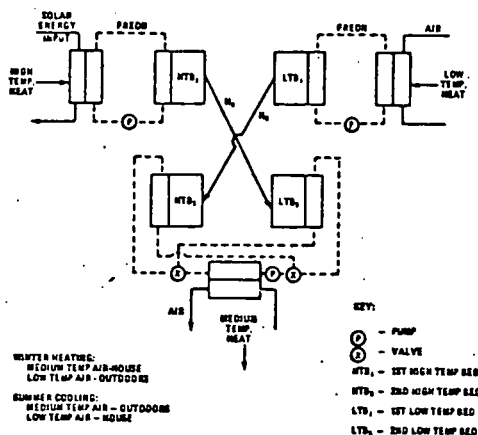 SOLAR
ENERGY
INPUT
FREON
FREON
AIR
HIGH
TEMP.
HEAT
HTB₁
LTB₁
LOW
TEMP.
HEAT
H₂
H₂
P
P
HTB₂
LTB₂
X
P
X
AIR
MEDIUM
TEMP.
HEAT
KEY:
P - PUMP
X - VALVE
HTB₁ - 1ST HIGH TEMP BED
HTB₂ - 2ND HIGH TEMP BED
LTB₁ - 1ST LOW TEMP BED
LTB₂ - 2ND LOW TEMP BED
WINTER HEATING:
MEDIUM TEMP AIR-HOUSE
LOW TEMP AIR - OUTDOORS
SUMMER COOLING:
MEDIUM TEMP AIR - OUTDOORS
LOW TEMP AIR - HOUSE